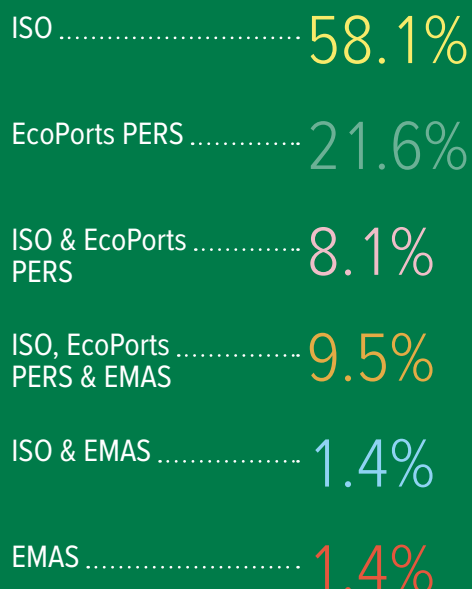 ISO ........................... 58.1%
EcoPorts PERS .............. 21.6%
ISO & EcoPorts .............. 8.1%
PERS
ISO, EcoPorts ................ 9.5%
PERS & EMAS
ISO & EMAS .................. 1.4%
EMAS ........................... 1.4%